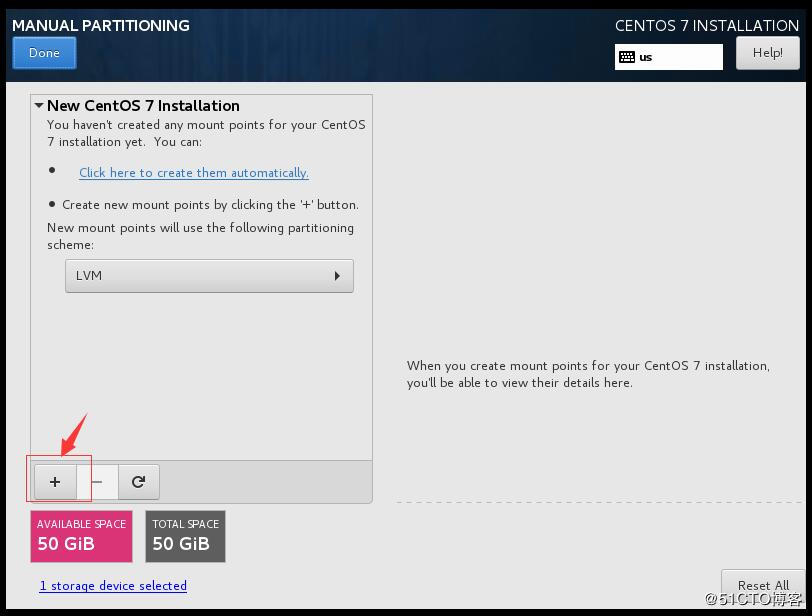 MANUAL PARTITIONING
CENTOS 7 INSTALLATION
Done
us
Help!
New CentOS 7 Installation
You haven't created any mount points for your CentOS
7 installation yet. You can:
Click here to create them automatically.
Create new mount points by clicking the '+' button.
New mount points will use the following partitioning
scheme:
LVM
When you create mount points for your CentOS 7 installation,
you'll be able to view their details here.
+ −
AVAILABLE SPACE
50 GiB
TOTAL SPACE
50 GiB
1 storage device selected
Reset All
@51CTO博客